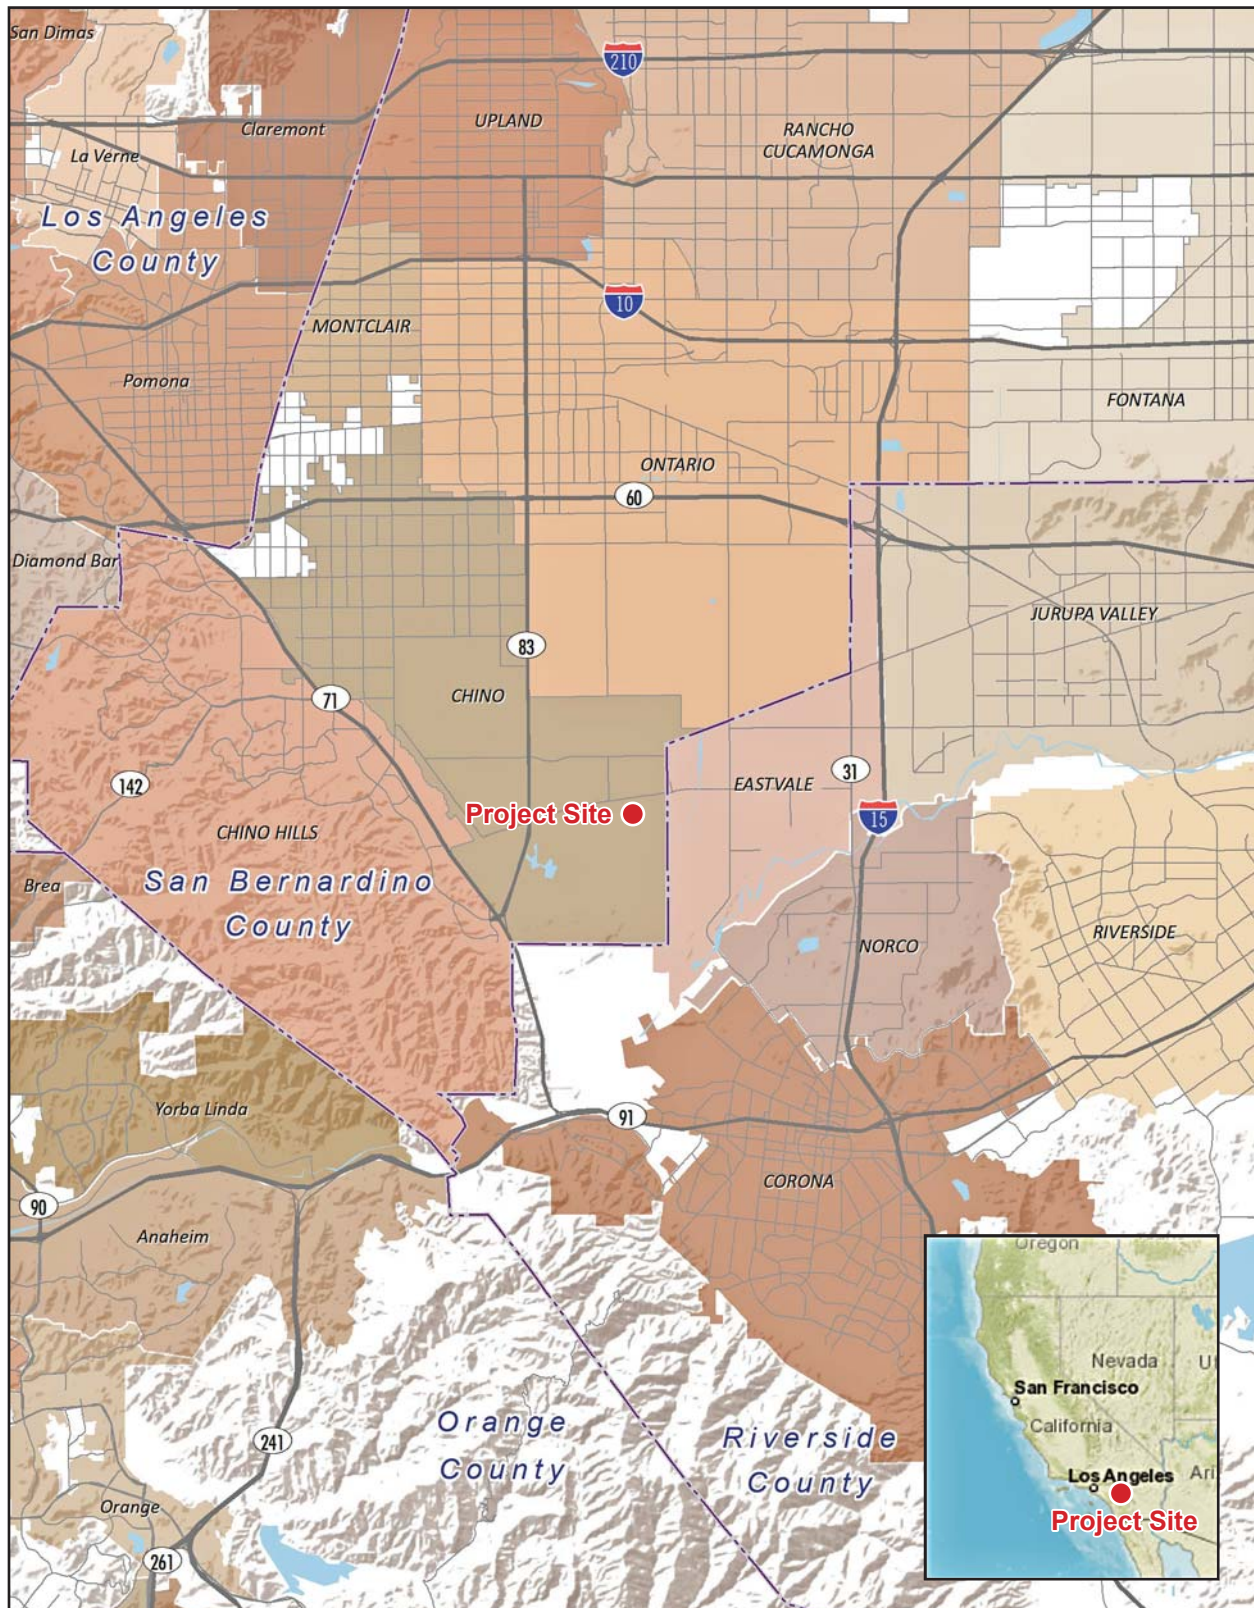 San Dimas
210
Claremont
UPLAND
RANCHO
CUCAMONGA
La Verne
Los Angeles
County
10
MONTCLAIR
Pomona
FONTANA
ONTARIO
60
Diamond Bar
JURUPA VALLEY
83
71
CHINO
142
EASTVALE
31
Project Site
15
CHINO HILLS
San Bernardino
County
Brea
NORCO
RIVERSIDE
Yorba Linda
91
CORONA
90
Anaheim
Oregon
Nevada
Ut
San Francisco
California
Orange
County
Riverside
County
241
Los Angeles
Ari
Project Site
Orange
261